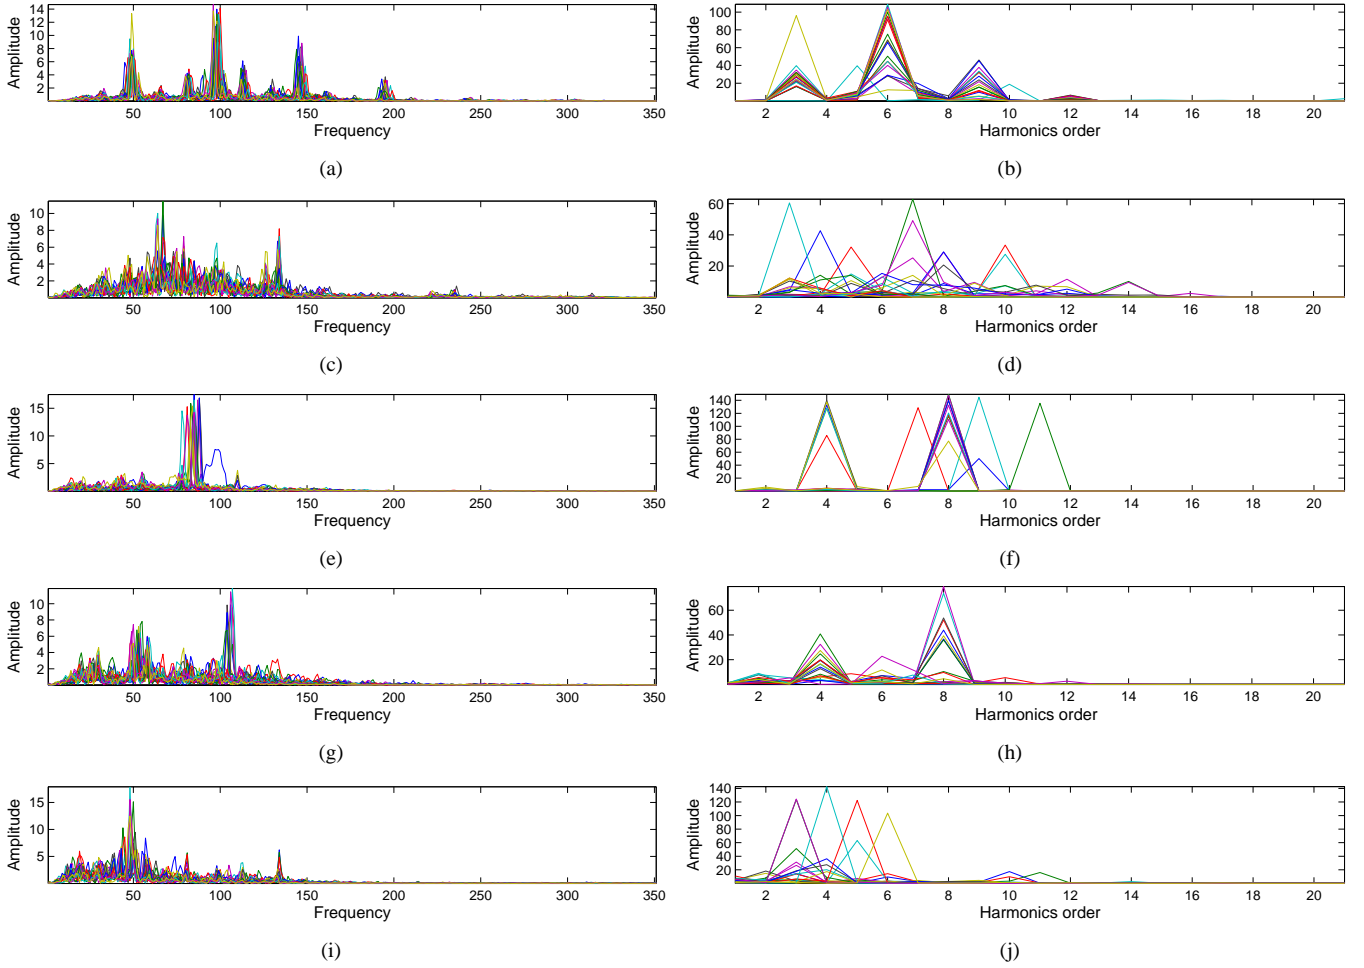 Amplitude
14
12
10
8
6
4
2
50 100 150 200 250 300 350
Frequency
(a)
Amplitude
100
80
60
40
20
2 4 6 8 10 12 14 16 18 20
Harmonics order
(b)
Amplitude
10
8
6
4
2
50 100 150 200 250 300 350
Frequency
(c)
Amplitude
60
40
20
2 4 6 8 10 12 14 16 18 20
Harmonics order
(d)
Amplitude
15
10
5
50 100 150 200 250 300 350
Frequency
(e)
Amplitude
140
120
100
80
60
40
20
2 4 6 8 10 12 14 16 18 20
Harmonics order
(f)
Amplitude
10
8
6
4
2
50 100 150 200 250 300 350
Frequency
(g)
Amplitude
60
40
20
2 4 6 8 10 12 14 16 18 20
Harmonics order
(h)
Amplitude
15
10
5
50 100 150 200 250 300 350
Frequency
(i)
Amplitude
140
120
100
80
60
40
20
2 4 6 8 10 12 14 16 18 20
Harmonics order
(j)